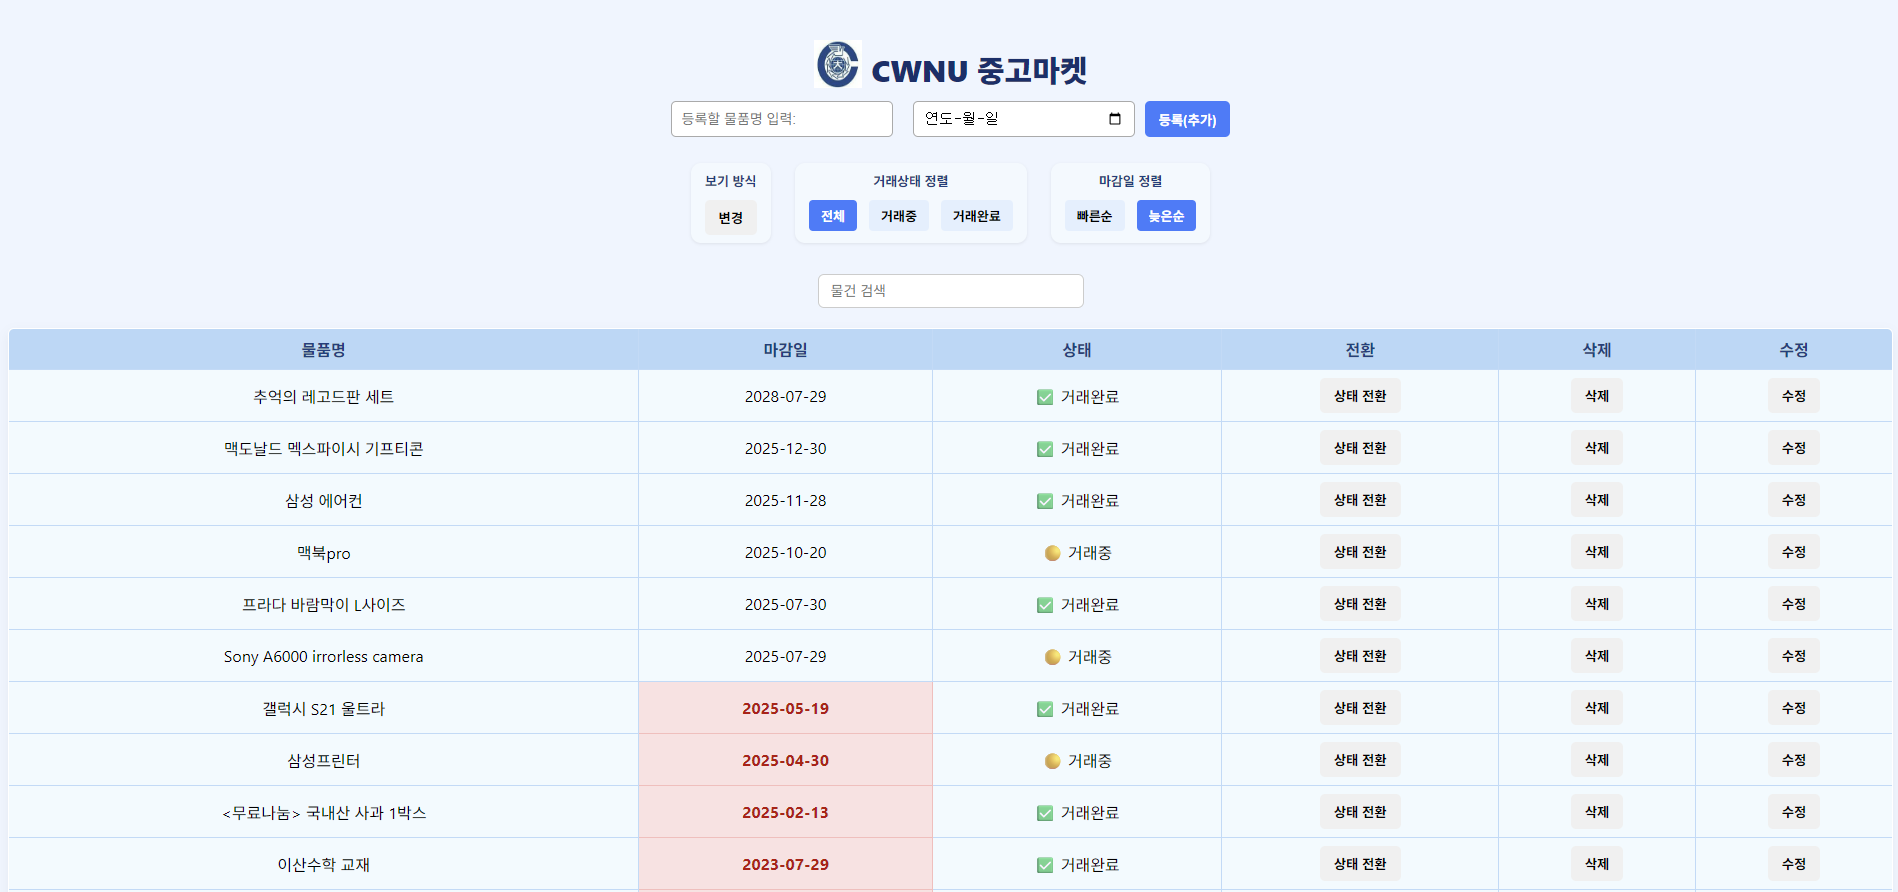 CWNU 중고마켓
등록할 물품명 입력: 연도-월-일 등록(추가)
보기 방식 거래상태 정렬 마감일 정렬
변경 전체 거래중 거래완료 빠른순 늦은순
물건 검색
물품명 마감일 상태 전환 삭제 수정
추억의 레고드판 세트 2028-07-29 거래완료 상태 전환 삭제 수정
맥도날드 멕스파이시 기프티콘 2025-12-30 거래완료 상태 전환 삭제 수정
삼성 에어컨 2025-11-28 거래완료 상태 전환 삭제 수정
맥북pro 2025-10-20 거래중 상태 전환 삭제 수정
프라다 바람막이 L사이즈 2025-07-30 거래완료 상태 전환 삭제 수정
Sony A6000 irrorless camera 2025-07-29 거래중 상태 전환 삭제 수정
갤럭시 S21 울트라 2025-05-19 거래완료 상태 전환 삭제 수정
삼성프린터 2025-04-30 거래중 상태 전환 삭제 수정
<무료나눔> 국내산 사과 1박스 2025-02-13 거래완료 상태 전환 삭제 수정
이산수학 교재 2023-07-29 거래완료 상태 전환 삭제 수정